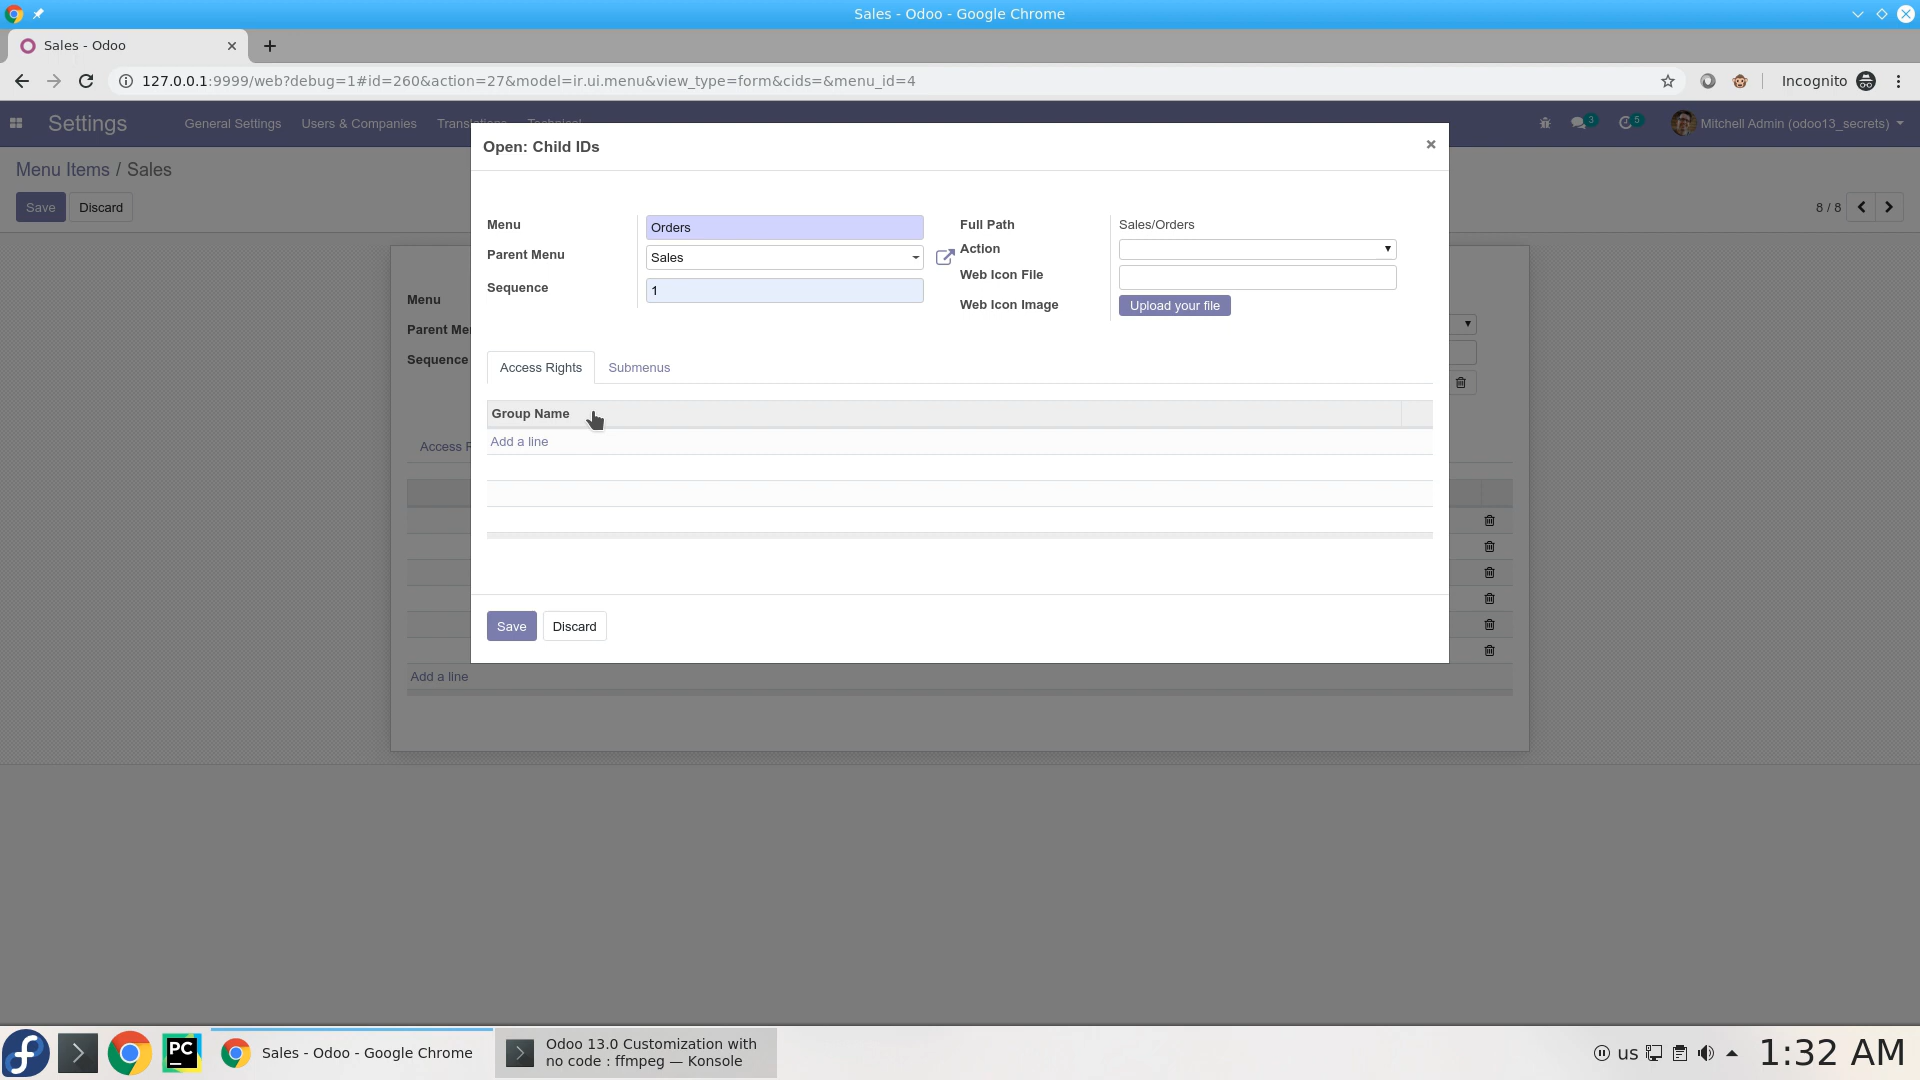 Sales - Odoo - Google Chrome
Sales - Odoo
127.0.0.1:9999/web?debug=1#id=260&action=27&model=ir.ui.menu&view_type=form&cids=&menu_id=4
Incognito
Settings
General Settings
Users & Companies
3
5
Mitchell Admin (odoo13_secrets)
Menu Items / Sales
Save
Discard
8 / 8
Open: Child IDs
×
Menu
Orders
Parent Menu
Sales
Sequence
1
Full Path
Sales/Orders
Action
Web Icon File
Web Icon Image
Upload your file
Access Rights
Submenus
Group Name
Add a line
Save
Discard
Menu
Sequence
Add a line
PC
Sales - Odoo - Google Chrome
Odoo 13.0 Customization with
no code : ffmpeg — Konsole
us
1:32 AM